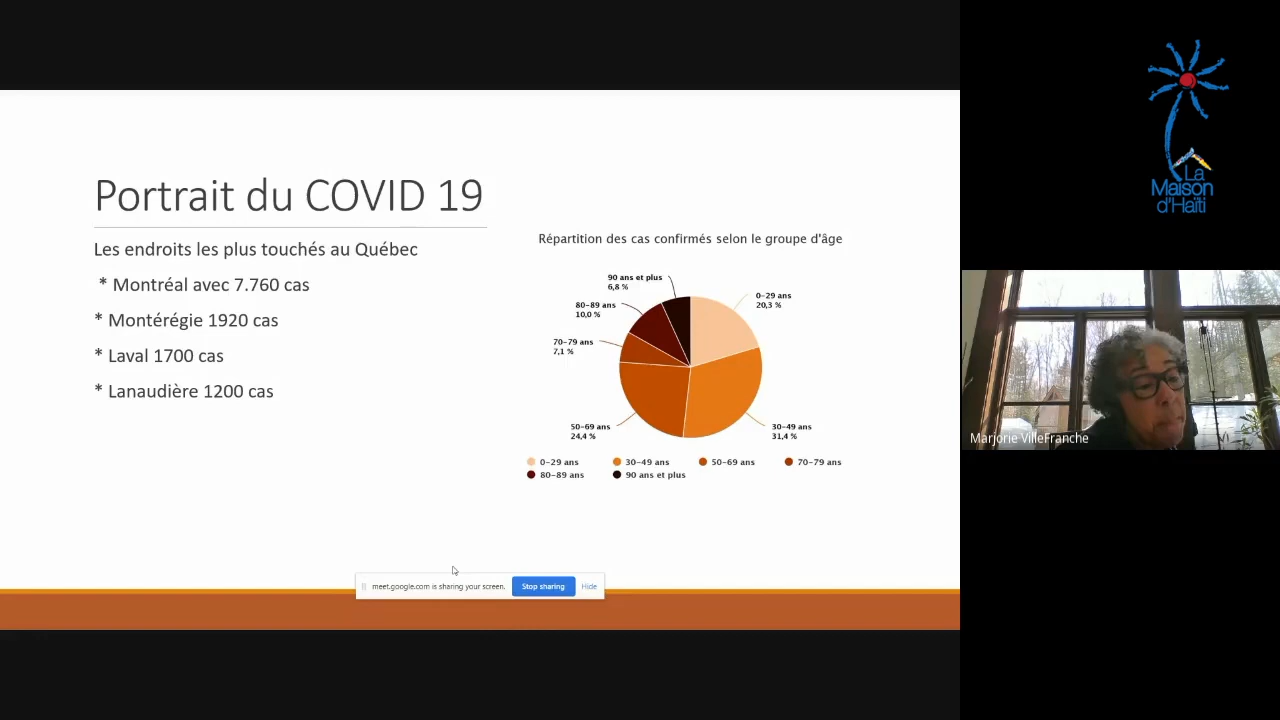 Portrait du COVID 19
Les endroits les plus touchés au Québec
* Montréal avec 7.760 cas
* Montérégie 1920 cas
* Laval 1700 cas
* Lanaudière 1200 cas
Répartition des cas confirmés selon le groupe d'âge
90 ans et plus
6,8 %
0-29 ans
20,3 %
80-89 ans
10,0 %
70-79 ans
7,1 %
50-69 ans
24,4 %
30-49 ans
31,4 %
0-29 ans 30-49 ans 50-69 ans 70-79 ans
80-89 ans 90 ans et plus
meet.google.com is sharing your screen. Stop sharing Hide
La
Maison
d'Haïti
Marjorie VilleFranche